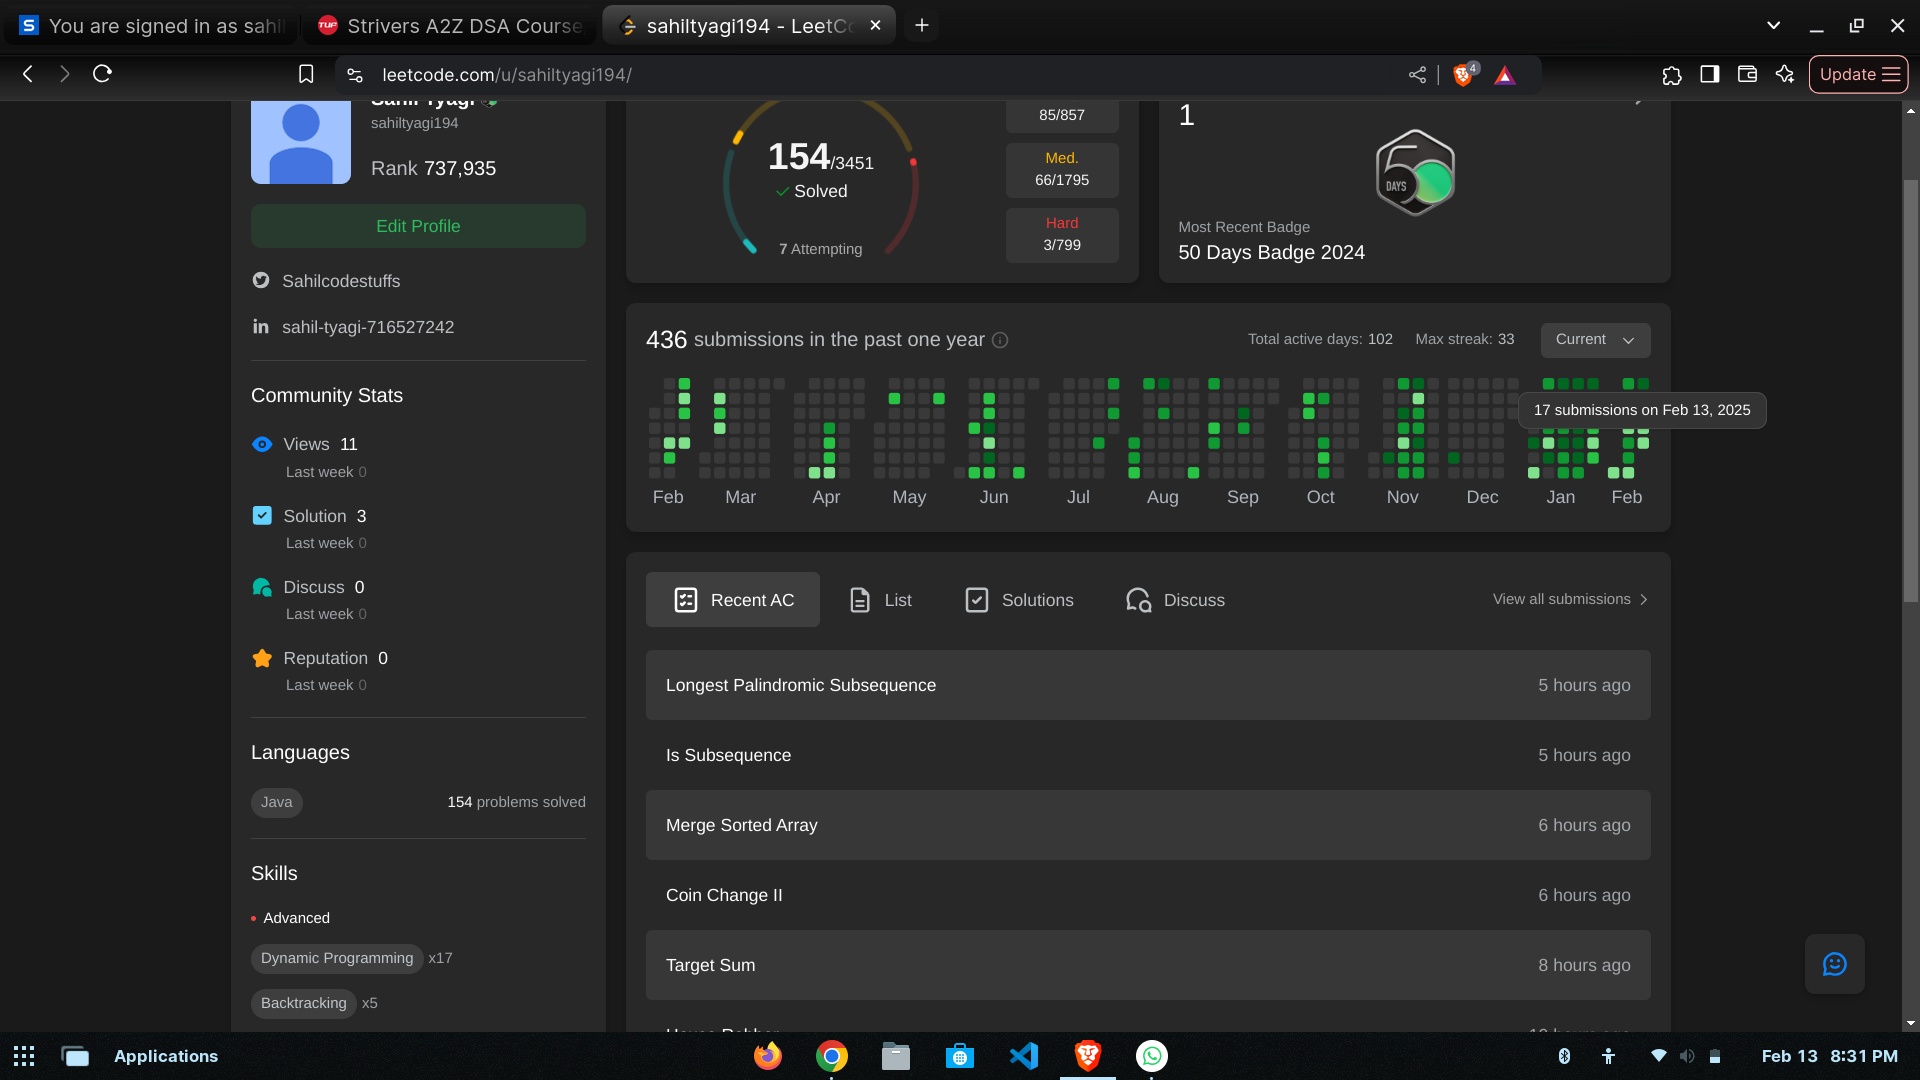 You are signed in as sahil
Strivers A2Z DSA Course
sahiltyagi194 - LeetCo
leetcode.com/u/sahiltyagi194/
4
Update
Sahil Tyagi
sahiltyagi194
Rank 737,935
Edit Profile
Sahilcodestuffs
sahil-tyagi-716527242
Community Stats
Views 11
Last week 0
Solution 3
Last week 0
Discuss 0
Last week 0
Reputation 0
Last week 0
Languages
Java
154 problems solved
Skills
Advanced
Dynamic Programming x17
Backtracking x5
154/3451
Solved
7 Attempting
85/857
Med.
66/1795
Hard
3/799
1
50 DAYS
Most Recent Badge
50 Days Badge 2024
436 submissions in the past one year
Total active days: 102
Max streak: 33
Current
17 submissions on Feb 13, 2025
Feb Mar Apr May Jun Jul Aug Sep Oct Nov Dec Jan Feb
Recent AC
List
Solutions
Discuss
View all submissions
Longest Palindromic Subsequence 5 hours ago
Is Subsequence 5 hours ago
Merge Sorted Array 6 hours ago
Coin Change II 6 hours ago
Target Sum 8 hours ago
Applications
Feb 13 8:31 PM